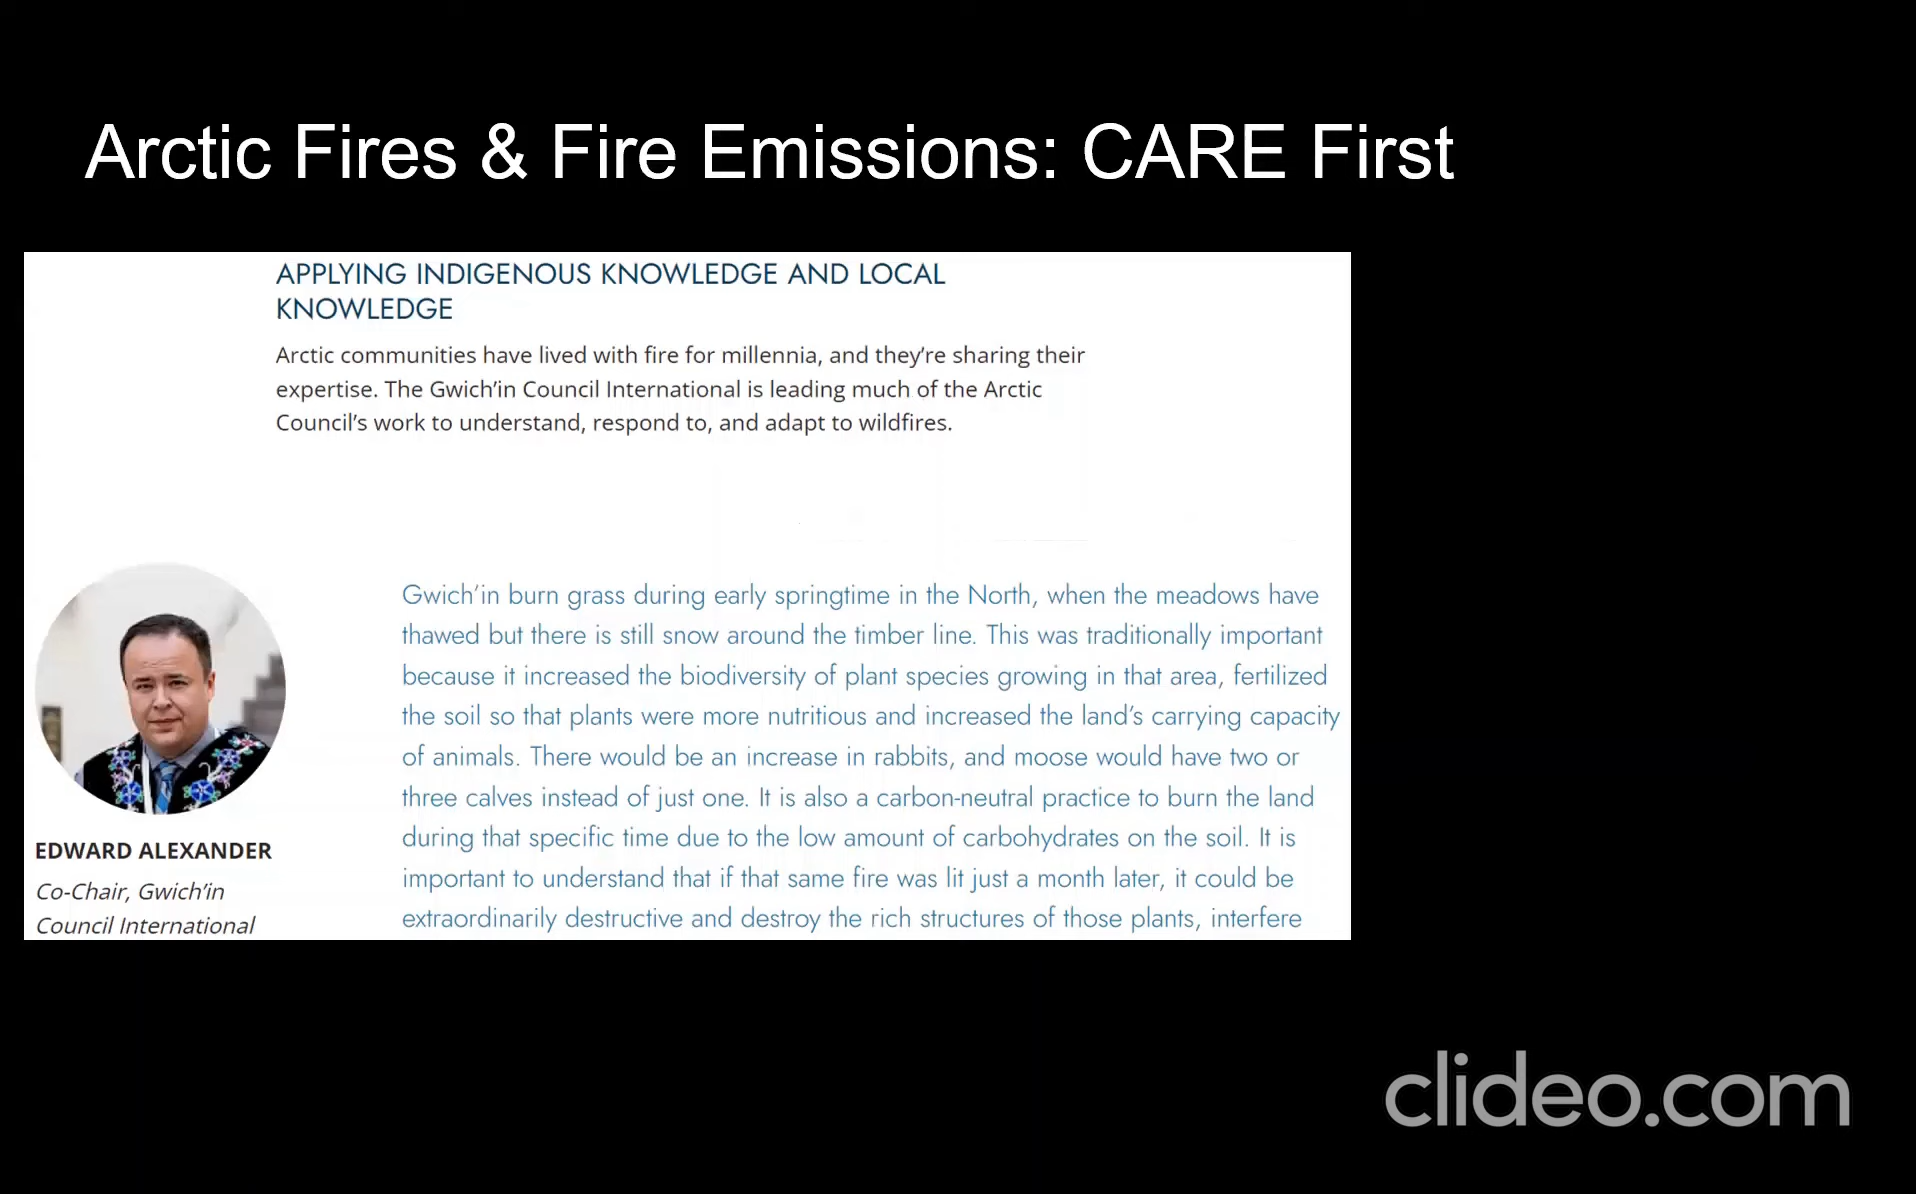 Arctic Fires & Fire Emissions: CARE First
APPLYING INDIGENOUS KNOWLEDGE AND LOCAL
KNOWLEDGE
Arctic communities have lived with fire for millennia, and they’re sharing their
expertise. The Gwich’in Council International is leading much of the Arctic
Council’s work to understand, respond to, and adapt to wildfires.
EDWARD ALEXANDER
Co-Chair, Gwich’in
Council International
Gwich’in burn grass during early springtime in the North, when the meadows have
thawed but there is still snow around the timber line. This was traditionally important
because it increased the biodiversity of plant species growing in that area, fertilized
the soil so that plants were more nutritious and increased the land’s carrying capacity
of animals. There would be an increase in rabbits, and moose would have two or
three calves instead of just one. It is also a carbon-neutral practice to burn the land
during that specific time due to the low amount of carbohydrates on the soil. It is
important to understand that if that same fire was lit just a month later, it could be
extraordinarily destructive and destroy the rich structures of those plants, interfere
clideo.com